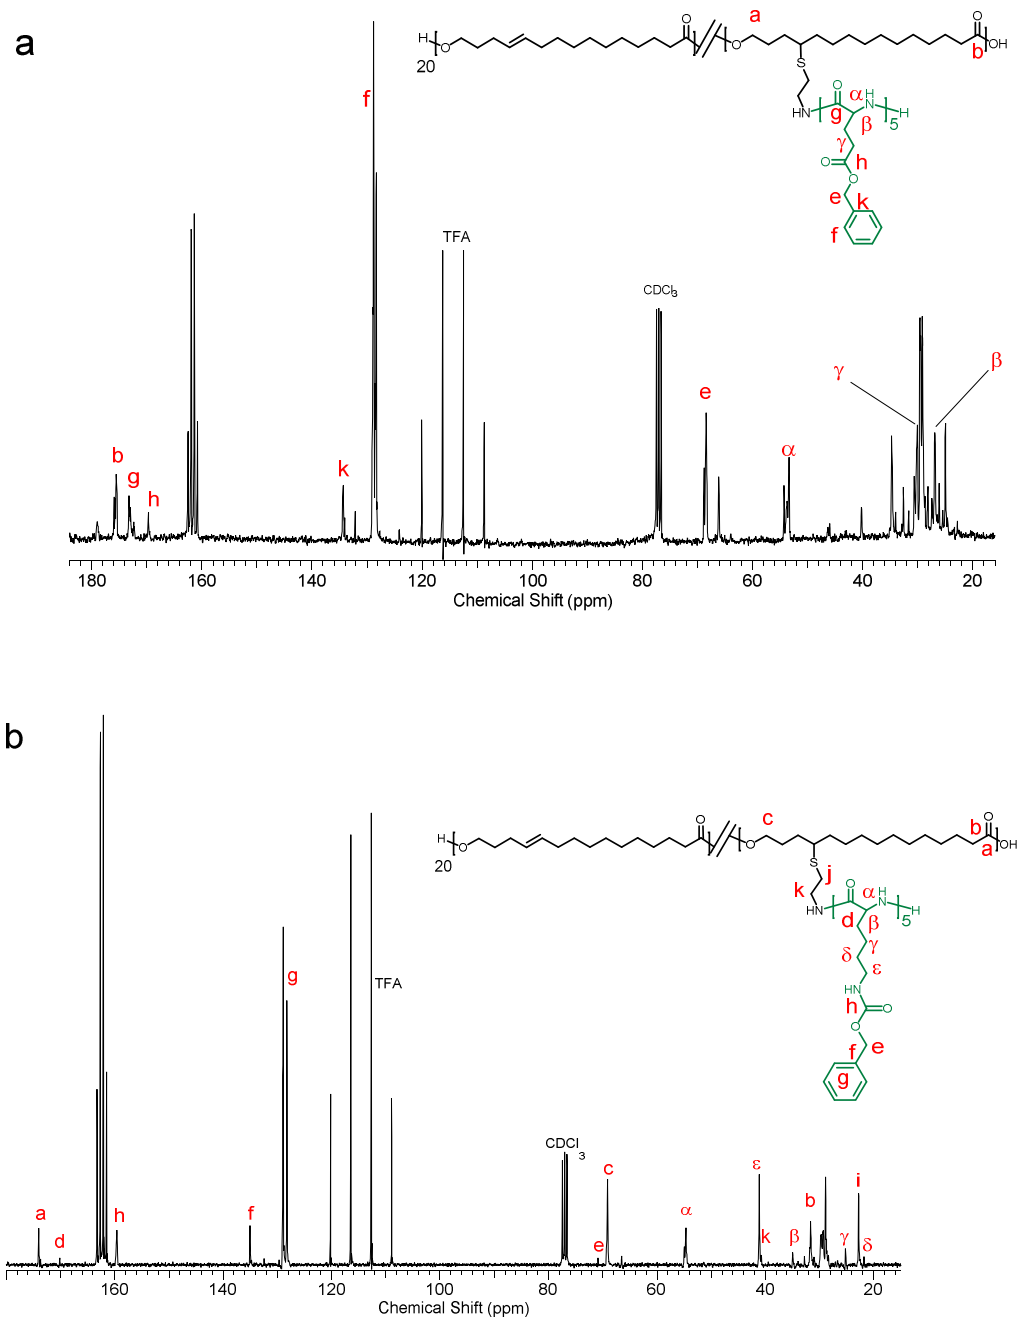 a
H
O
20
O
O
a
O
b
OH
S
HN
O
g
α
H
N
β
5
H
γ
O
h
O
e
k
f
f
TFA
CDCl3
γ
β
e
α
b
g
h
k
180 160 140 120 100 80 60 40 20
Chemical Shift (ppm)
b
H
O
20
O
O
c
b
O
a
OH
S
j
k
HN
O
d
α
H
N
β
5
H
γ
δ
ε
HN
h
O
O
f
e
g
g
TFA
CDCl
3
c
e
α
ε
k
β
b
γ
i
δ
a
d
h
f
160 140 120 100 80 60 40 20
Chemical Shift (ppm)